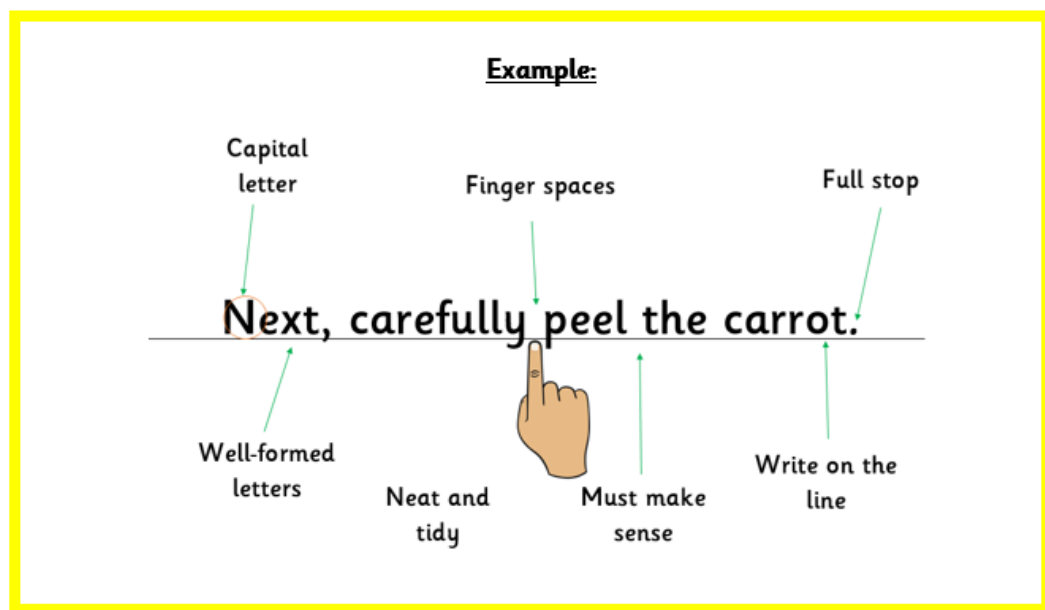 Example:
Capital
letter
Finger spaces
Full stop
Next, carefully peel the carrot.
Well-formed
letters
Neat and
tidy
Must make
sense
Write on the
line